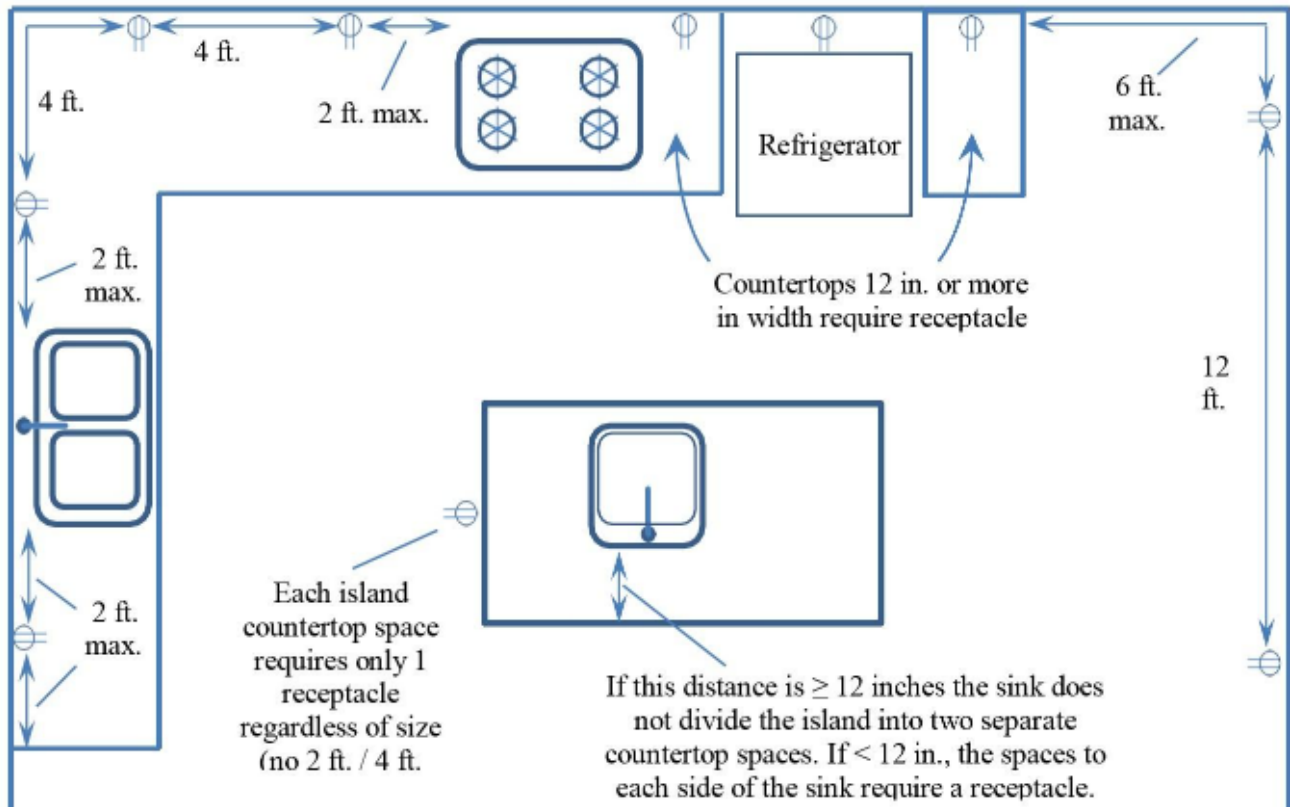 4 ft.
2 ft. max.
4 ft.
6 ft.
max.
Refrigerator
2 ft.
max.
Countertops 12 in. or more
in width require receptacle
12
ft.
2 ft.
max.
Each island
countertop space
requires only 1
receptacle
regardless of size
(no 2 ft. / 4 ft.
If this distance is ≥ 12 inches the sink does
not divide the island into two separate
countertop spaces. If < 12 in., the spaces to
each side of the sink require a receptacle.